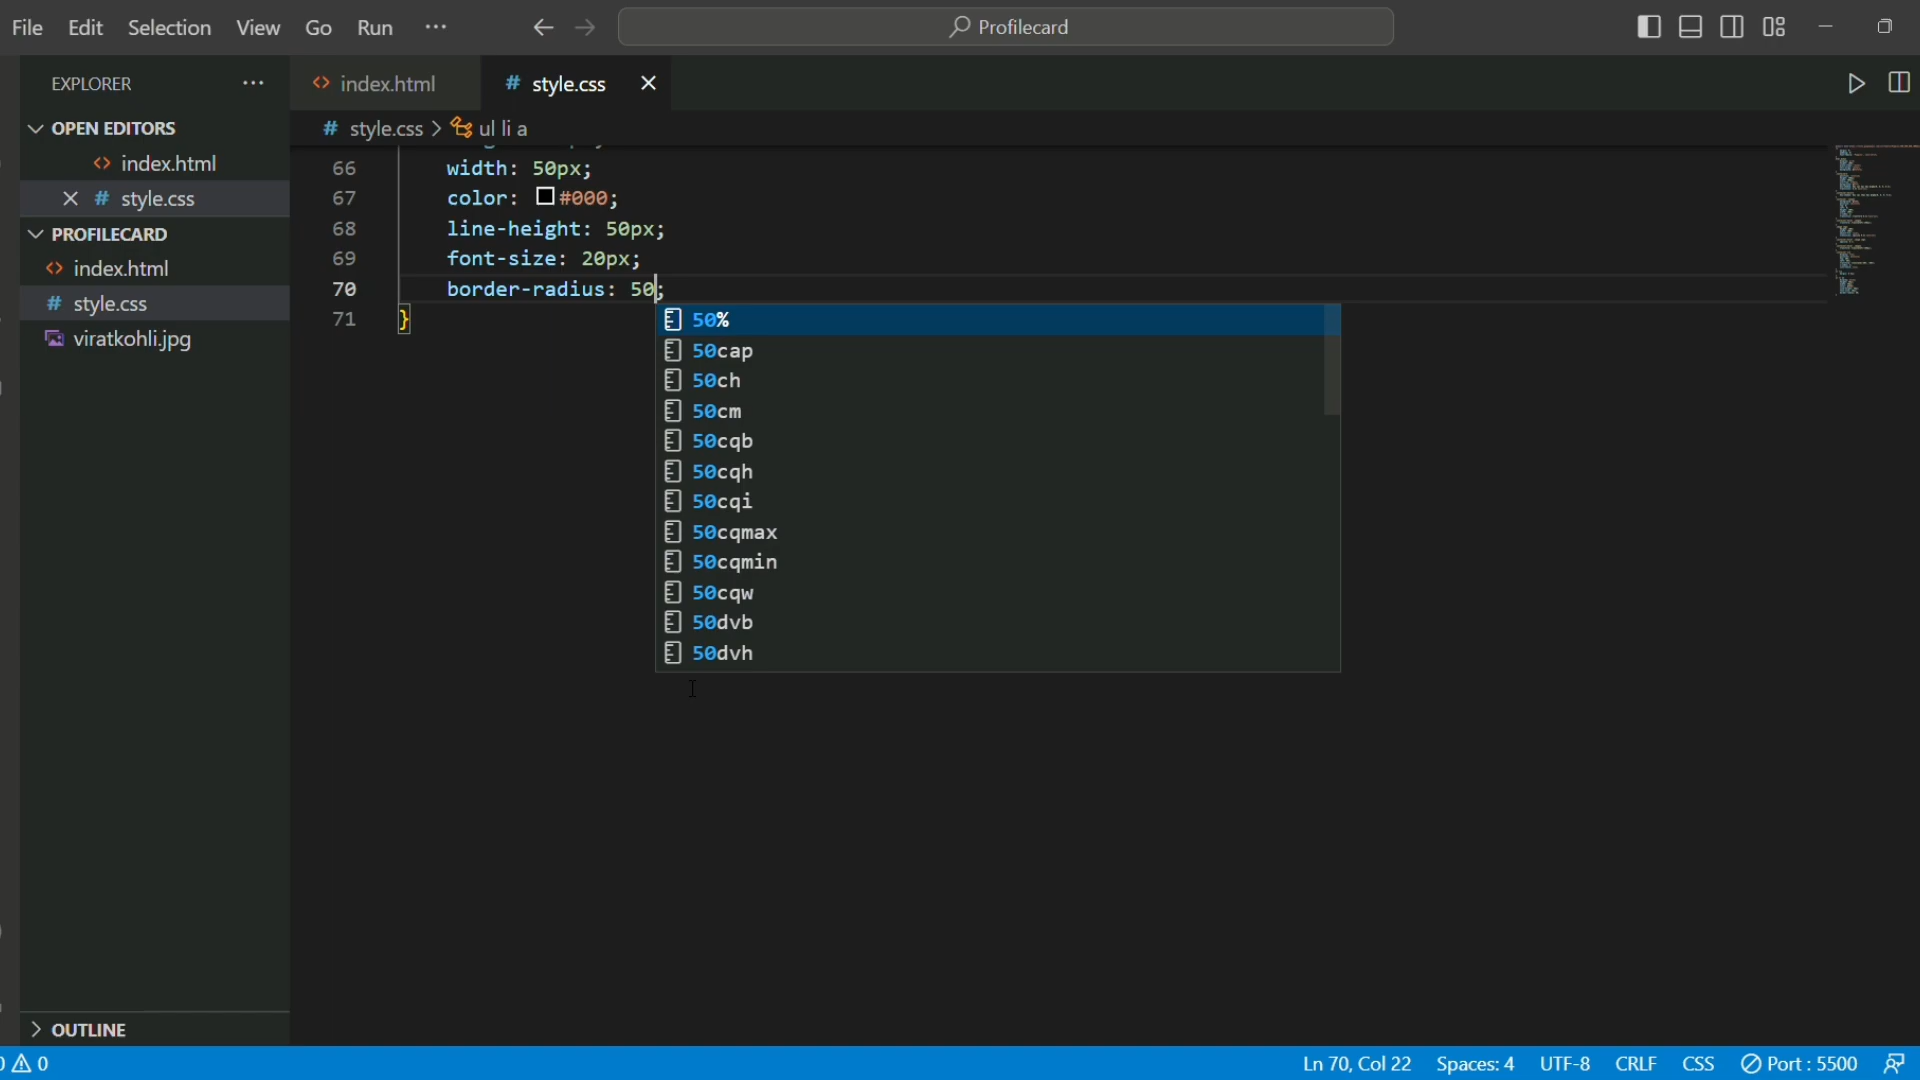 File Edit Selection View Go Run ···
Profilecard
EXPLORER ···
OPEN EDITORS
index.html
style.css
PROFILECARD
index.html
style.css
viratkohli.jpg
OUTLINE
index.html
# style.css
# style.css > ul li a
66 width: 50px;
67 color: #000;
68 line-height: 50px;
69 font-size: 20px;
70 border-radius: 50;
71 }
50%
50cap
50ch
50cm
50cqb
50cqh
50cqi
50cqmax
50cqmin
50cqw
50dvb
50dvh
0
Ln 70, Col 22 Spaces: 4 UTF-8 CRLF CSS Port : 5500